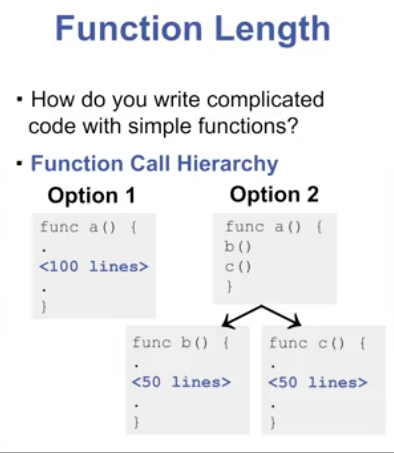 Function Length
▪ How do you write complicated
code with simple functions?
▪ Function Call Hierarchy
Option 1
func a() {
.
<100 lines>
.
}
Option 2
func a() {
b()
c()
}
func b() {
.
<50 lines>
.
}
func c() {
.
<50 lines>
.
}